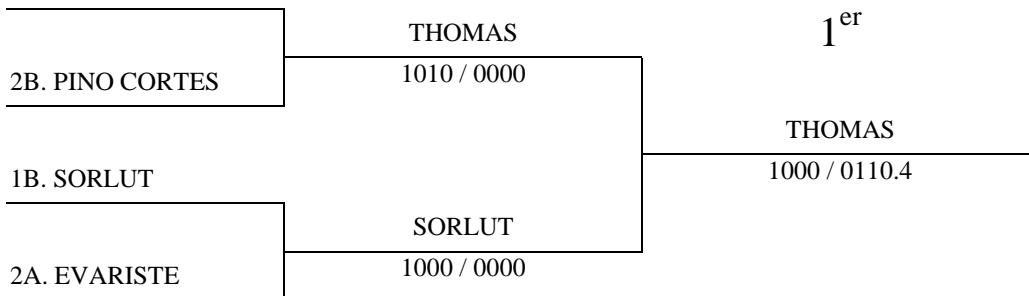 THOMAS
1er
2B. PINO CORTES
1010 / 0000
THOMAS
1B. SORLUT
1000 / 0110.4
SORLUT
2A. EVARISTE
1000 / 0000